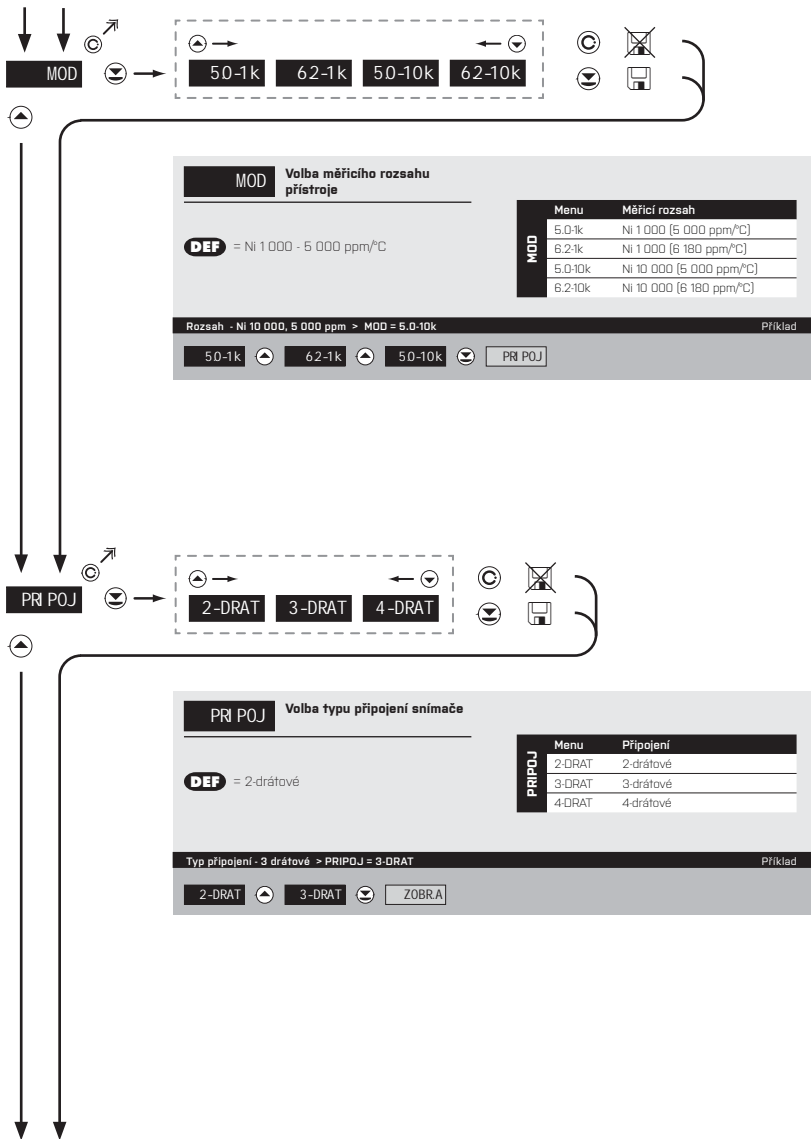 MOD
5.0-1k 6.2-1k 5.0-10k 6.2-10k
MOD
Volba měřicího rozsahu
přístroje
DEF = Ni 1 000 - 5 000 ppm/°C
MOD
Menu Měřicí rozsah
5.0-1k Ni 1 000 (5 000 ppm/°C)
6.2-1k Ni 1 000 (6 180 ppm/°C)
5.0-10k Ni 10 000 (5 000 ppm/°C)
6.2-10k Ni 10 000 (6 180 ppm/°C)
Rozsah - Ni 10 000, 5 000 ppm > MOD = 5.0-10k Příklad
5.0-1k 6.2-1k 5.0-10k PRIPOJ
PRIPOJ
2-DRAT 3-DRAT 4-DRAT
PRIPOJ
Volba typu připojení snímače
DEF = 2-drátové
PRIPOJ
Menu Připojení
2-DRAT 2-drátové
3-DRAT 3-drátové
4-DRAT 4-drátové
Typ připojení - 3 drátové > PRIPOJ = 3-DRAT Příklad
2-DRAT 3-DRAT ZOBR.A